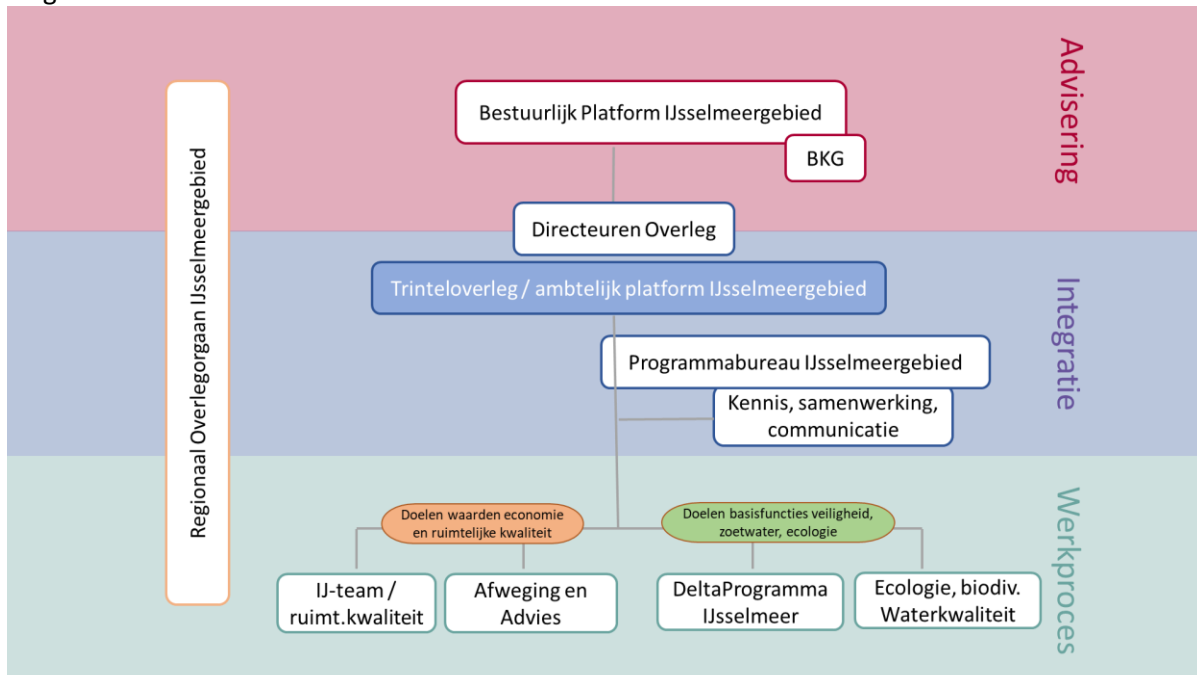 Advisering
Bestuurlijk Platform IJsselmeergebied
BKG
Regionaal Overlegorgaan IJsselmeergebied
Directeuren Overleg
Trinteloverleg / ambtelijk platform IJsselmeergebied
Integratie
Programmabureau IJsselmeergebied
Kennis, samenwerking,
communicatie
Werkproces
Doelen waarden economie
en ruimtelijke kwaliteit
Doelen basisfuncties veiligheid,
zoetwater, ecologie
IJ-team /
ruimt.kwaliteit
Afweging en
Advies
DeltaProgramma
IJsselmeer
Ecologie, biodiv.
Waterkwaliteit